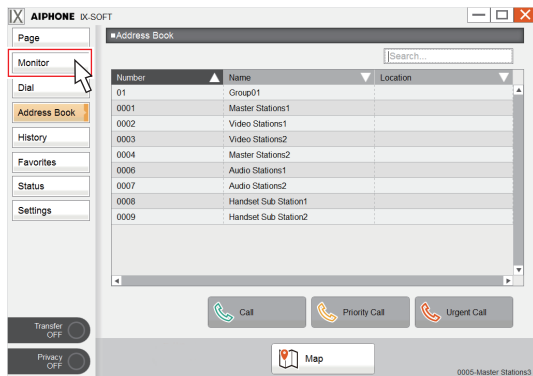 IX AIPHONE IX-SOFT
Page
Monitor
Dial
Address Book
History
Favorites
Status
Settings
Transfer
OFF
Privacy
OFF
■Address Book
Search...
Number Name Location
01 Group01
0001 Master Stations1
0002 Video Stations1
0003 Video Stations2
0004 Master Stations2
0006 Audio Stations1
0007 Audio Stations2
0008 Handset Sub Station1
0009 Handset Sub Station2
Call Priority Call Urgent Call
Map
0005-Master Stations3